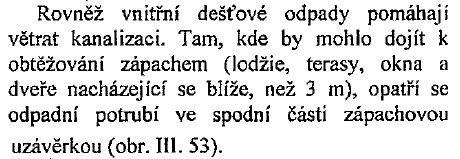 Rovněž vnitřní dešťové odpady pomáhají
větrat kanalizaci. Tam, kde by mohlo dojít k
obtěžování zápachem (lodžie, terasy, okna a
dveře nacházející se blíže, než 3 m), opatří se
odpadní potrubí ve spodní části zápachovou
uzávěrkou (obr. III. 53).